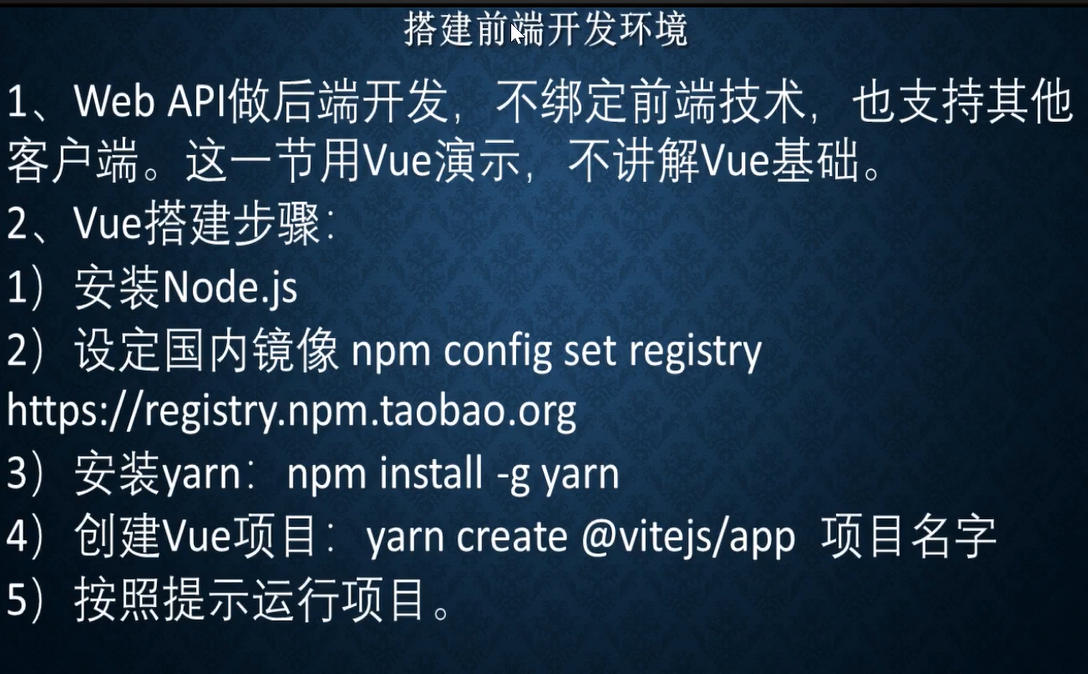 搭建前端开发环境
1、Web API做后端开发，不绑定前端技术，也支持其他
客户端。这一节用Vue演示，不讲解Vue基础。
2、Vue搭建步骤：
1）安装Node.js
2）设定国内镜像 npm config set registry
https://registry.npm.taobao.org
3）安装yarn：npm install -g yarn
4）创建Vue项目：yarn create @vitejs/app 项目名字
5）按照提示运行项目。